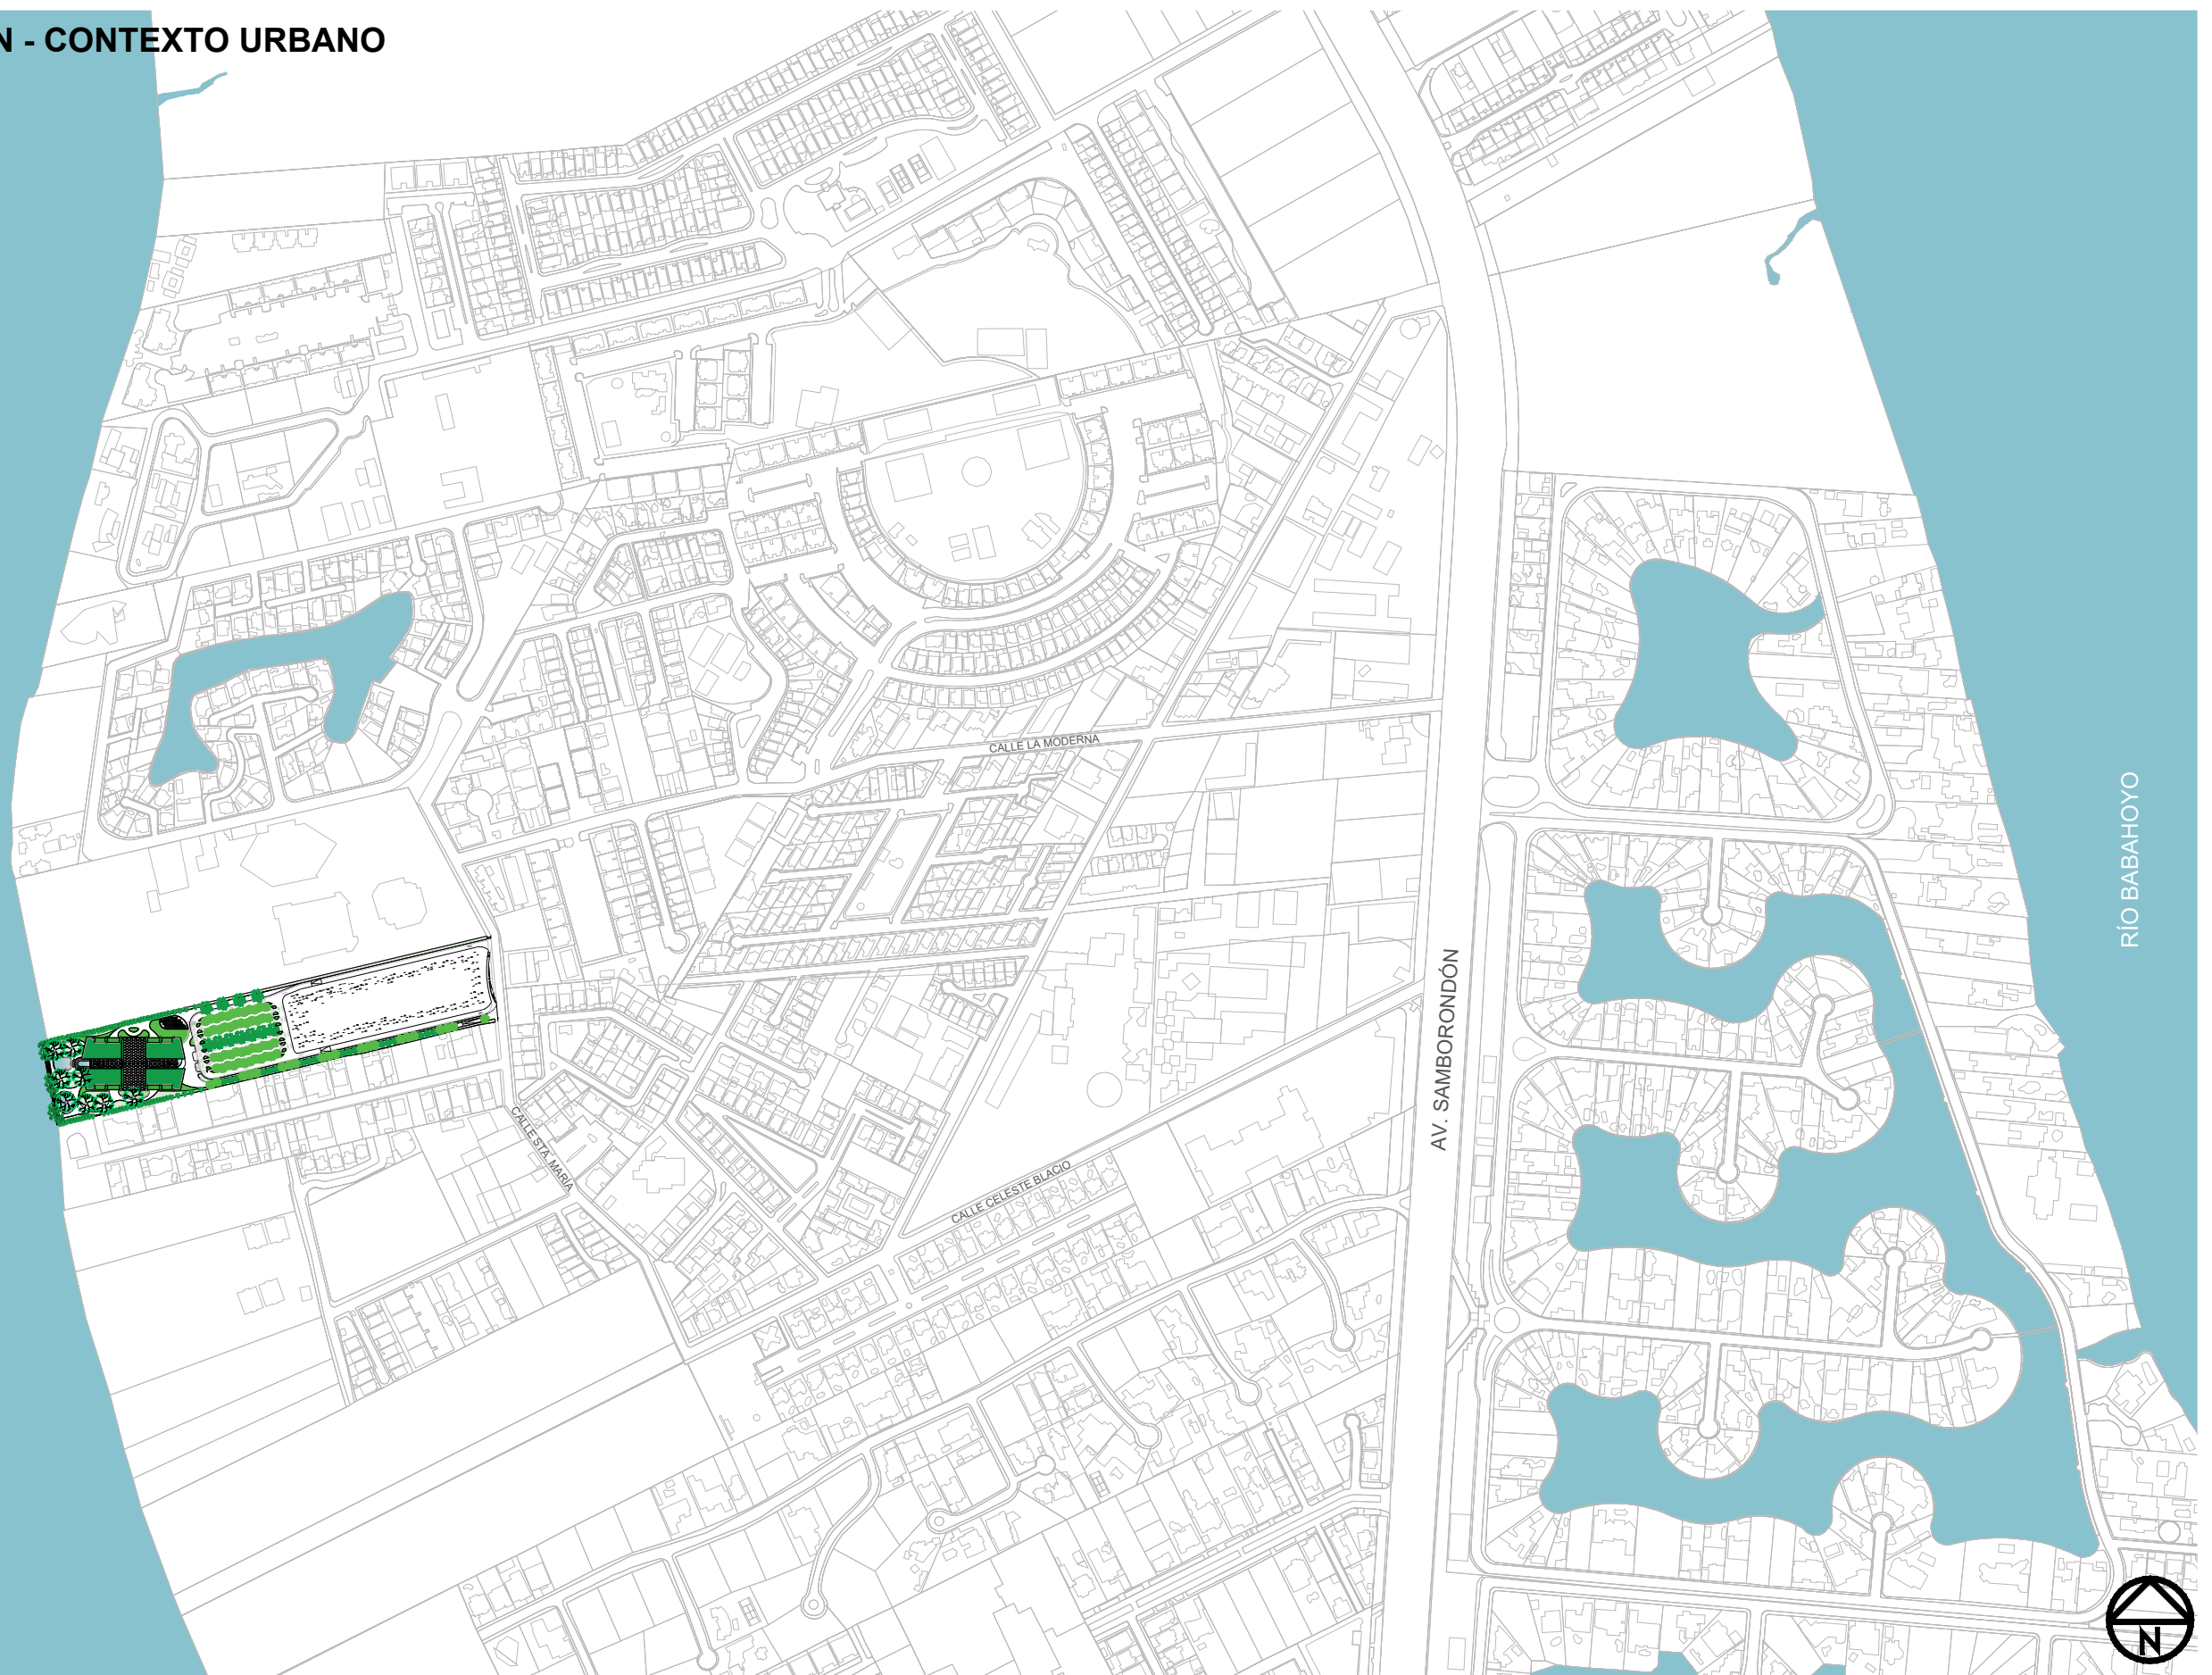 N - CONTEXTO URBANO
CALLE LA MODERNA
RÍO BABAHOYO
AV. SAMBORONDÓN
CALLE STA. MARÍA
CALLE CELESTE BLACIO
N